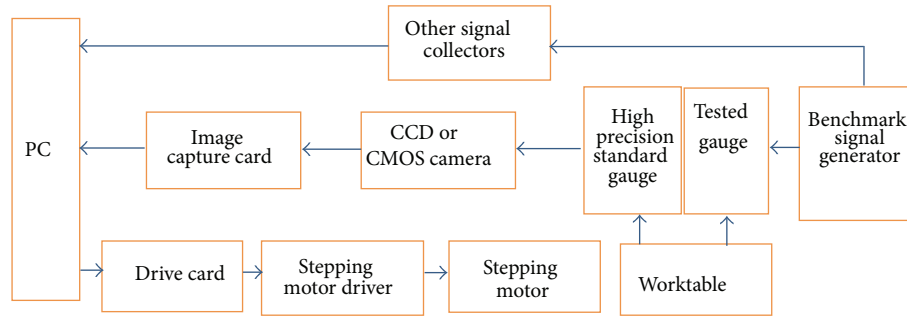 Other signal
collectors
PC
Image
capture card
CCD or
CMOS camera
High
precision
standard
gauge
Tested
gauge
Benchmark
signal
generator
Drive card
Stepping
motor driver
Stepping
motor
Worktable